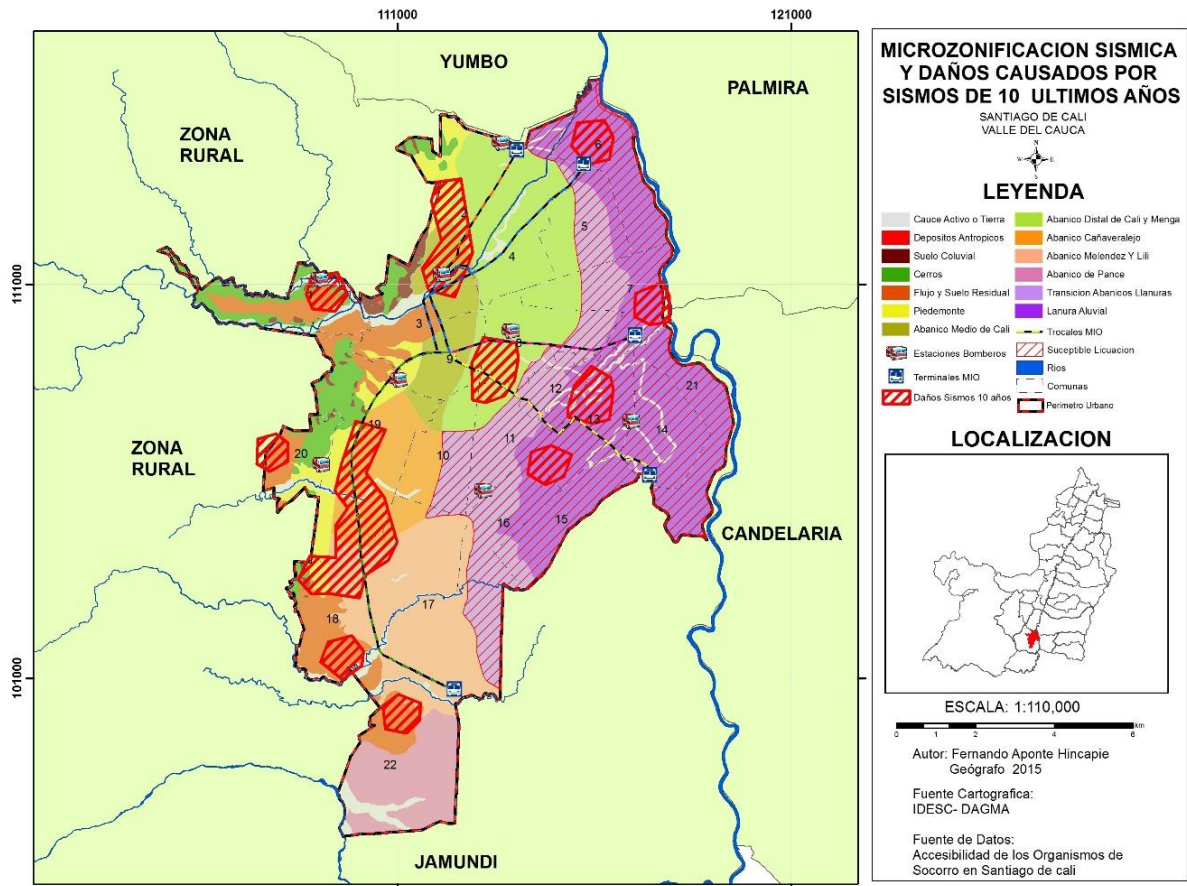 111000
121000
YUMBO
PALMIRA
ZONA
RURAL
111000
111000
ZONA
RURAL
CANDELARIA
101000
101000
JAMUNDI
2
3
4
5
6
7
8
9
10
11
12
13
14
15
16
17
18
19
20
21
22
MICROZONIFICACION SISMICA
Y DAÑOS CAUSADOS POR
SISMOS DE 10 ULTIMOS AÑOS
SANTIAGO DE CALI
VALLE DEL CAUCA
N
W E
S
LEYENDA
Cauce Activo o Tierra
Depositos Antropicos
Suelo Coluvial
Cerros
Flujo y Suelo Residual
Piedemonte
Abanico Medio de Cali
Estaciones Bomberos
Terminales MIO
Daños Sismos 10 años
Abanico Distal de Cali y Menga
Abanico Cañaveralejo
Abanico Melendez Y Lili
Abanico de Pance
Transicion Abanicos Llanuras
Lanura Aluvial
Trocales MIO
Suceptible Licuacion
Rios
Comunas
Perimetro Urbano
LOCALIZACION
ESCALA: 1:110,000
km
0 1 2 4 6
Autor: Fernando Aponte Hincapie
Geógrafo 2015
Fuente Cartografica:
IDESC- DAGMA
Fuente de Datos:
Accesibilidad de los Organismos de
Socorro en Santiago de cali